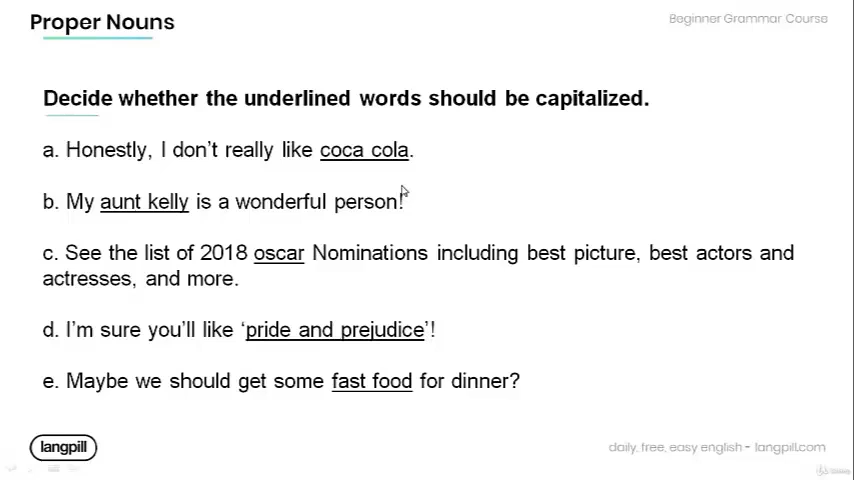 Proper Nouns
Beginner Grammar Course
Decide whether the underlined words should be capitalized.
a. Honestly, I don't really like coca cola.
b. My aunt kelly is a wonderful person!
c. See the list of 2018 oscar Nominations including best picture, best actors and
actresses, and more.
d. I'm sure you'll like ‘pride and prejudice’!
e. Maybe we should get some fast food for dinner?
langpill
daily, free, easy english - langpill.com
Udemy